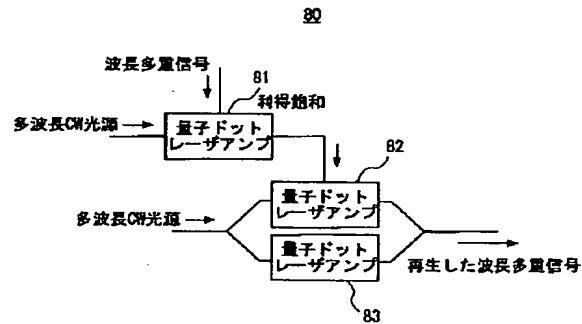 80
波長多重信号
81
利得飽和
多波長CW光源
量子ドット
レーザアンプ
82
量子ドット
レーザアンプ
多波長CW光源
量子ドット
レーザアンプ
再生した波長多重信号
83